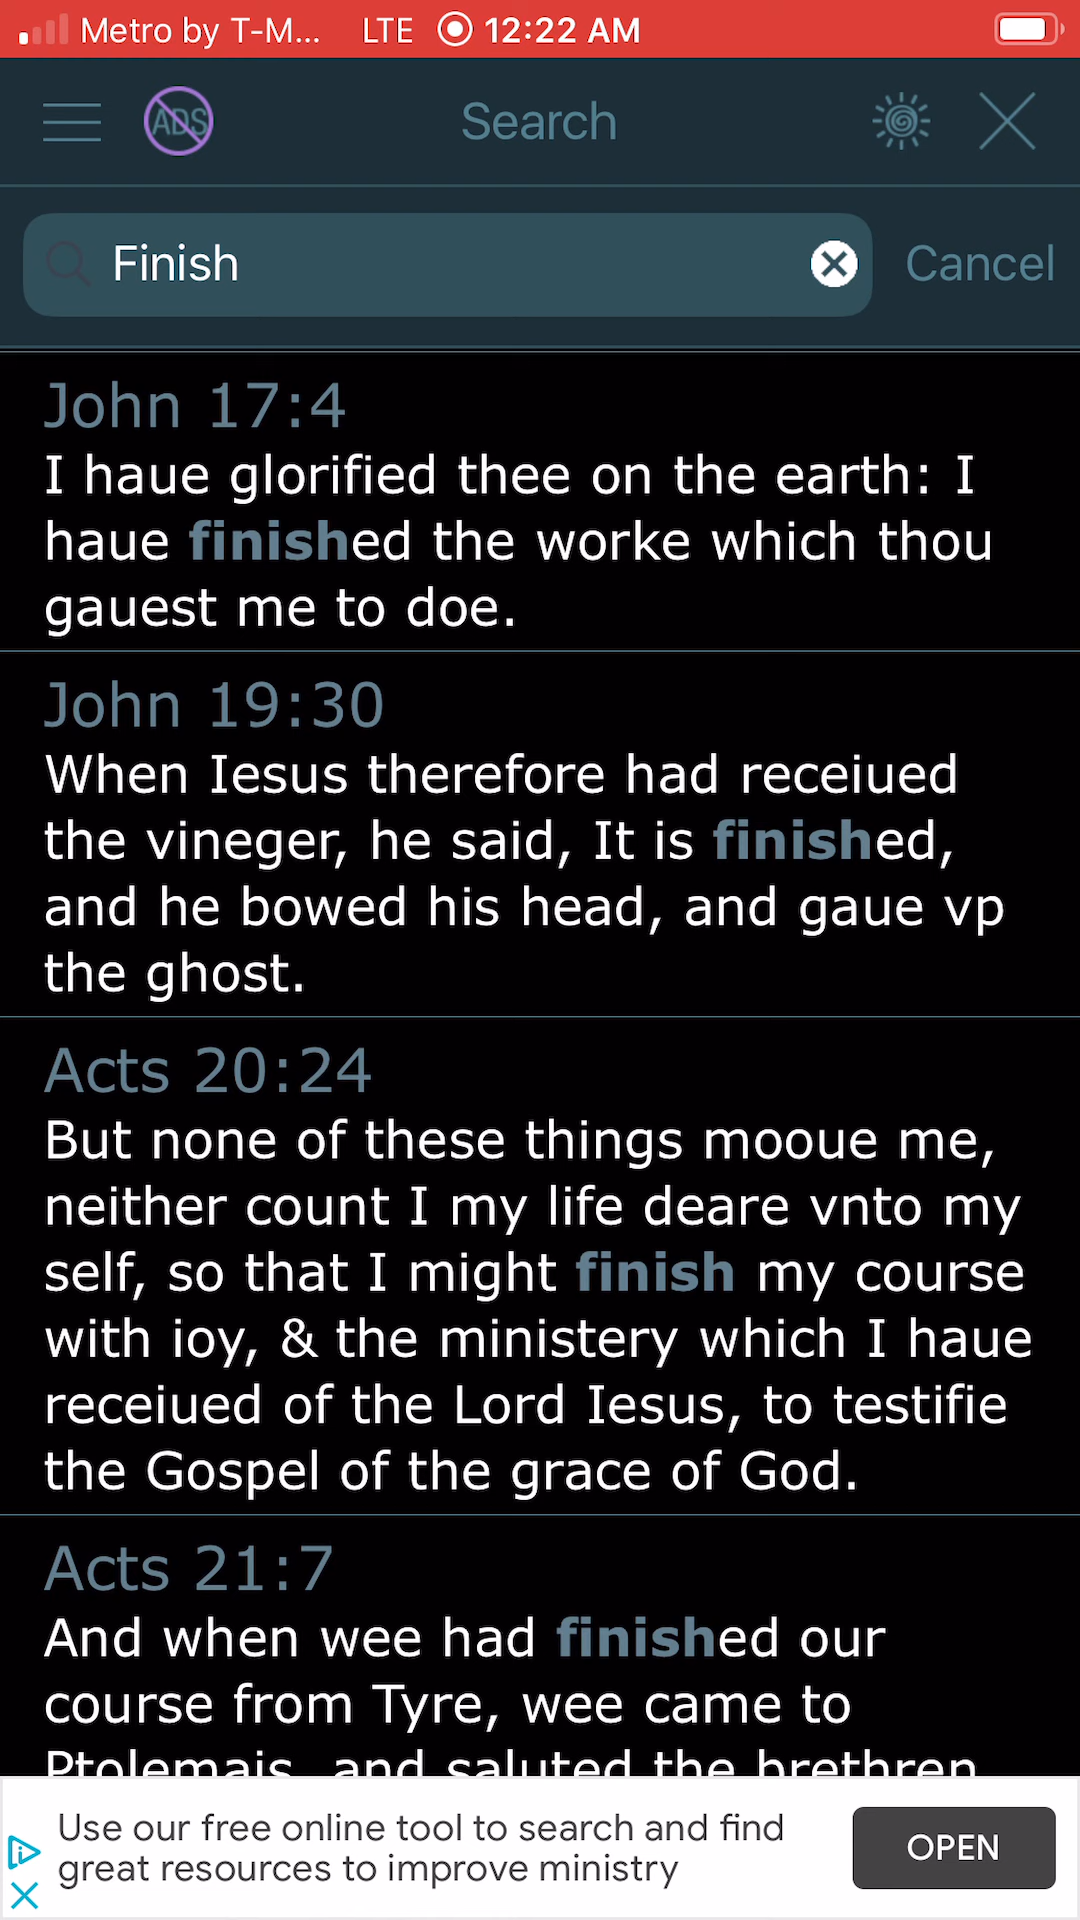 Metro by T-M... LTE 12:22 AM
ADS Search
Finish Cancel
John 17:4
I haue glorified thee on the earth: I
haue finished the worke which thou
gauest me to doe.
John 19:30
When Iesus therefore had receiued
the vineger, he said, It is finished,
and he bowed his head, and gaue vp
the ghost.
Acts 20:24
But none of these things mooue me,
neither count I my life deare vnto my
self, so that I might finish my course
with ioy, & the ministery which I haue
receiued of the Lord Iesus, to testifie
the Gospel of the grace of God.
Acts 21:7
And when wee had finished our
course from Tyre, wee came to
Ptolemais, and saluted the brethren
Use our free online tool to search and find
great resources to improve ministry
OPEN